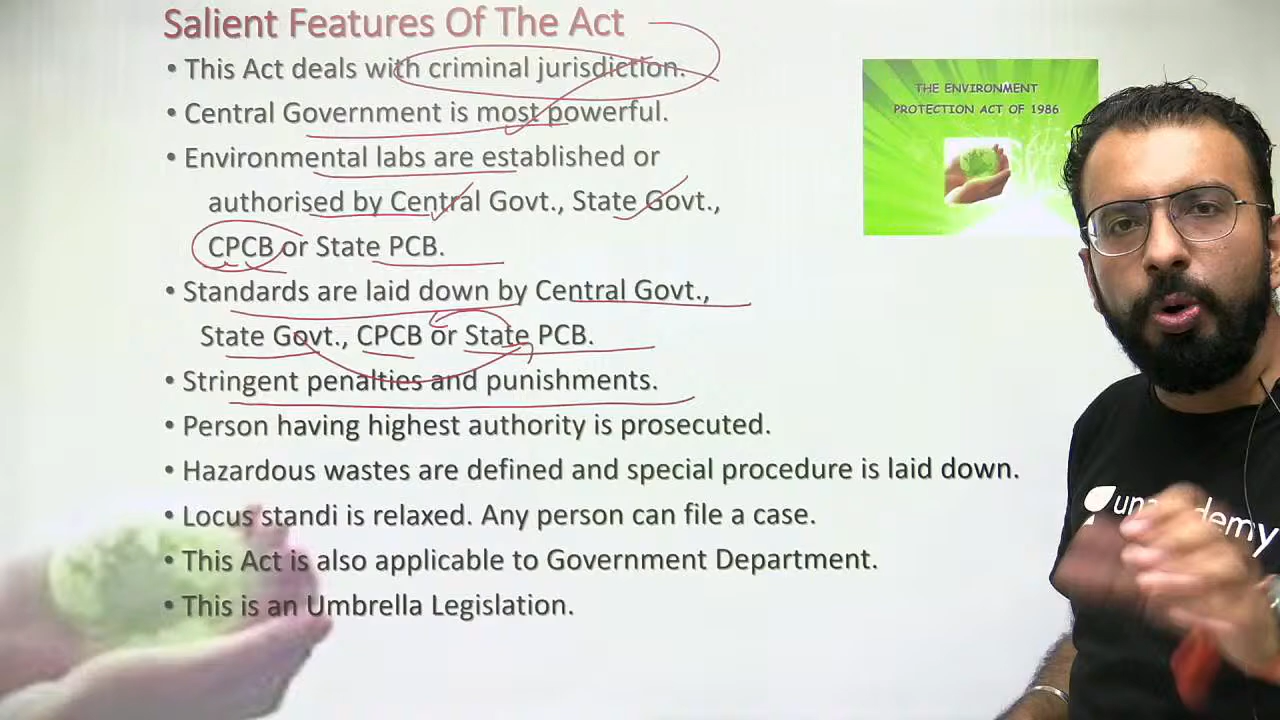 Salient Features Of The Act
• This Act deals with criminal jurisdiction.
• Central Government is most powerful.
• Environmental labs are established or
authorised by Central Govt., State Govt.,
CPCB or State PCB.
• Standards are laid down by Central Govt.,
State Govt., CPCB or State PCB.
• Stringent penalties and punishments.
• Person having highest authority is prosecuted.
• Hazardous wastes are defined and special procedure is laid down.
• Locus standi is relaxed. Any person can file a case.
• This Act is also applicable to Government Department.
• This is an Umbrella Legislation.
THE ENVIRONMENT
PROTECTION ACT OF 1986